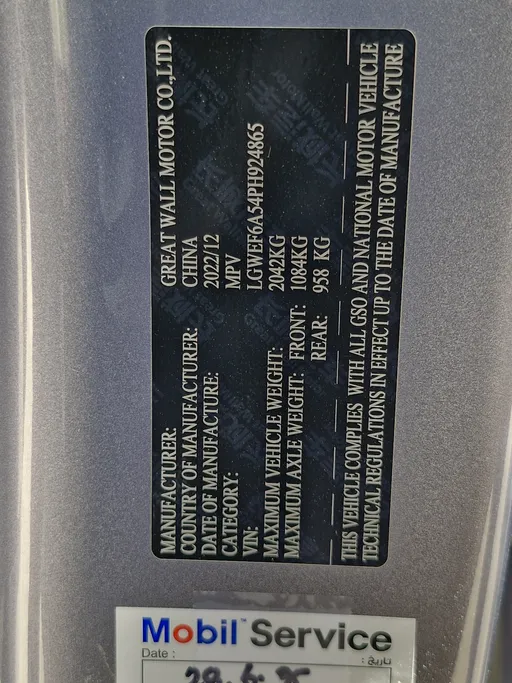 MANUFACTURER: GREAT WALL MOTOR CO.,LTD.
COUNTRY OF MANUFACTURER: CHINA
DATE OF MANUFACTURE: 2022/12
CATEGORY: MPV
VIN: LGWEF6A54PH924865
MAXIMUM VEHICLE WEIGHT: 2042KG
MAXIMUM AXLE WEIGHT: FRONT: 1084KG
REAR: 958 KG
THIS VEHICLE COMPLIES WITH ALL GSO AND NATIONAL MOTOR VEHICLE
TECHNICAL REGULATIONS IN EFFECT UP TO THE DATE OF MANUFACTURE
Mobil™ Service
Date : : تاريخ